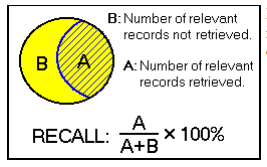 B: Number of relevant
records not retrieved.
B
A
A: Number of relevant
records retrieved.
RECALL: A / A+B × 100%